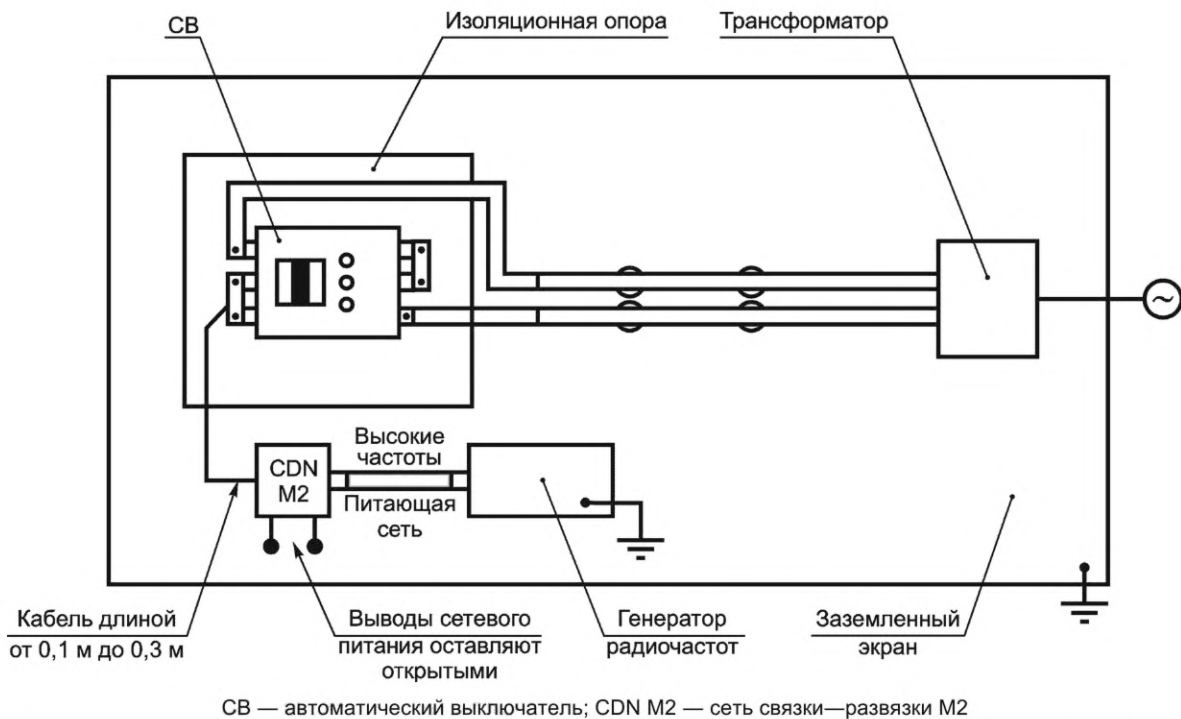 СВ
Изоляционная опора
Трансформатор
~
CDN
M2
Высокие
частоты
Питающая
сеть
Кабель длиной
от 0,1 м до 0,3 м
Выводы сетевого
питания оставляют
открытыми
Генератор
радиочастот
Заземленный
экран
СВ — автоматический выключатель; CDN M2 — сеть связки—развязки М2